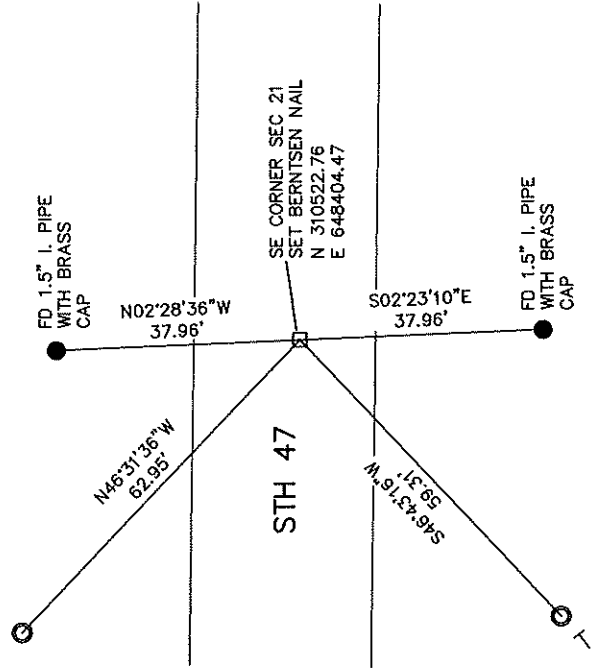 FD 1.5" I. PIPE
WITH BRASS
CAP
N02°28'36"W
37.96'
SE CORNER SEC 21
SET BERNTSEN NAIL
N 310522.76
E 648404.47
S02°23'10"E
37.96'
FD 1.5" I. PIPE
WITH BRASS
CAP
N46°31'36"W
62.95'
STH 47
S46°43'16"W
59.31'
T